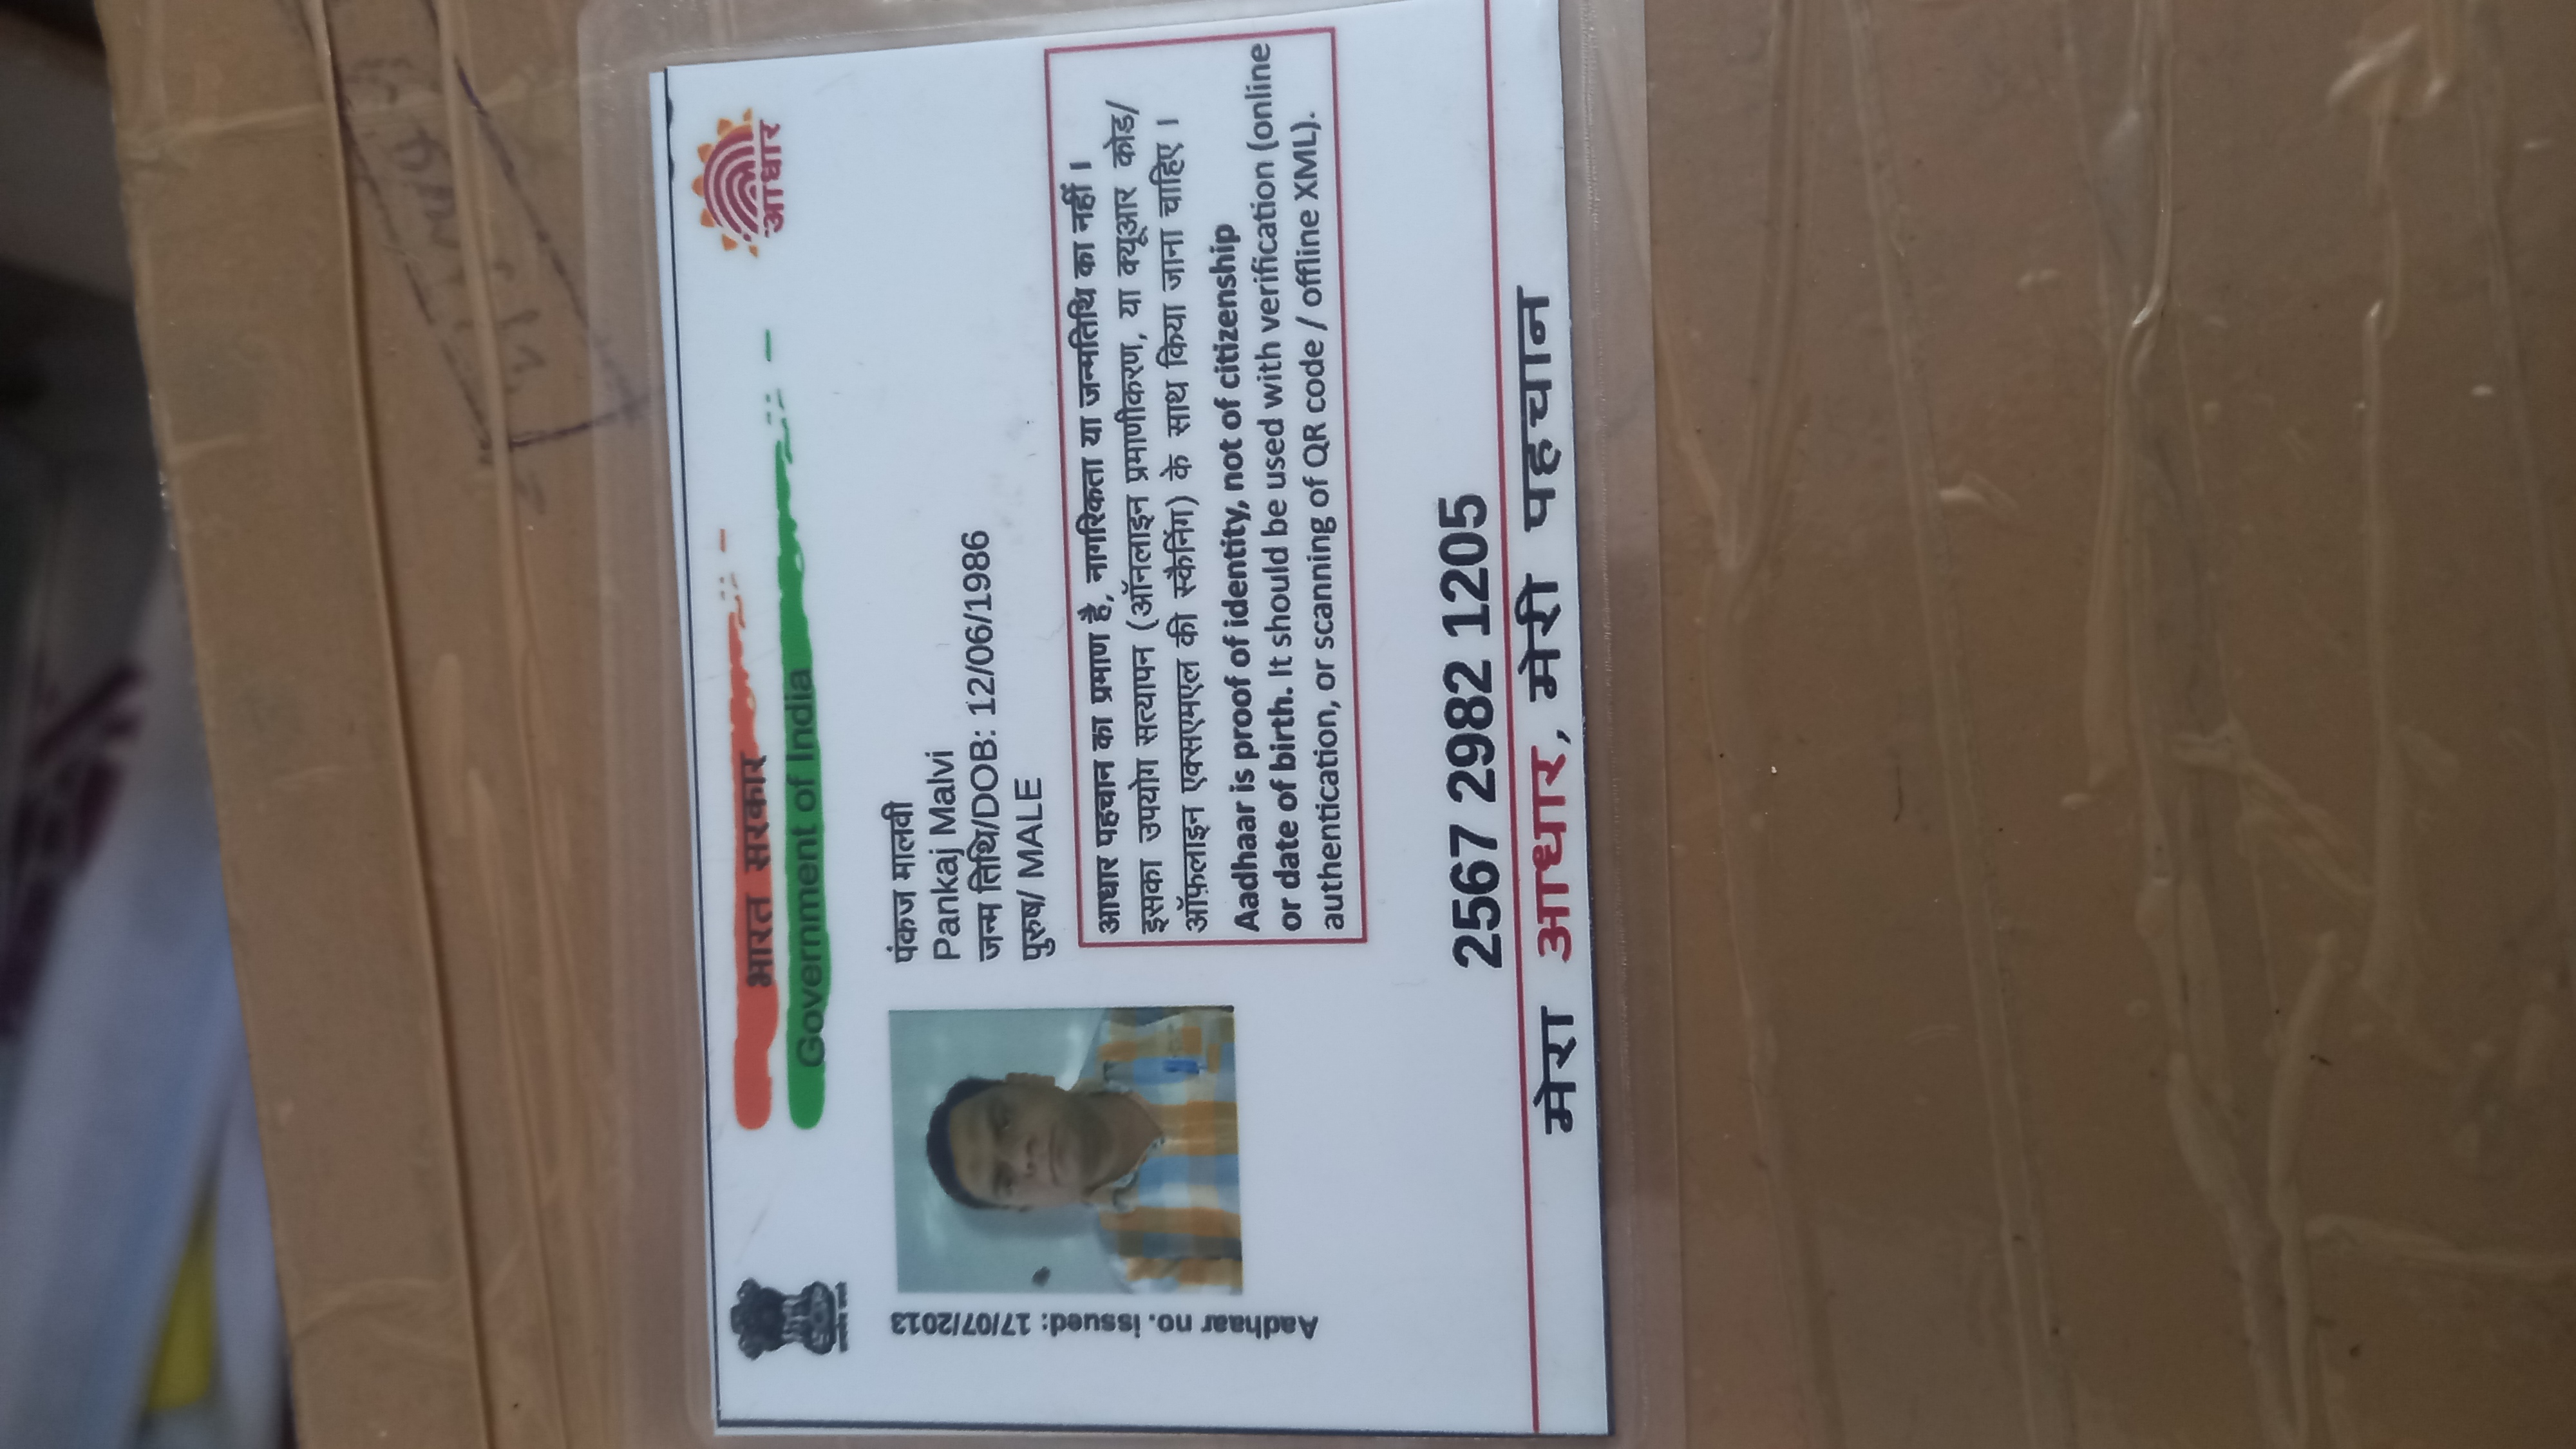 भारत सरकार
Government of India
आधार
पंकज मालवी
Pankaj Malvi
जन्म तिथि/DOB: 12/06/1986
पुरुष/ MALE
Aadhaar no. issued: 17/07/2013
आधार पहचान का प्रमाण है, नागरिकता या जन्मतिथि का नहीं ।
इसका उपयोग सत्यापन (ऑनलाइन प्रमाणीकरण, या क्यूआर कोड/
ऑफ़लाइन एक्सएमएल की स्कैनिंग) के साथ किया जाना चाहिए ।
Aadhaar is proof of identity, not of citizenship
or date of birth. It should be used with verification (online
authentication, or scanning of QR code / offline XML).
2567 2982 1205
मेरा आधार, मेरी पहचान